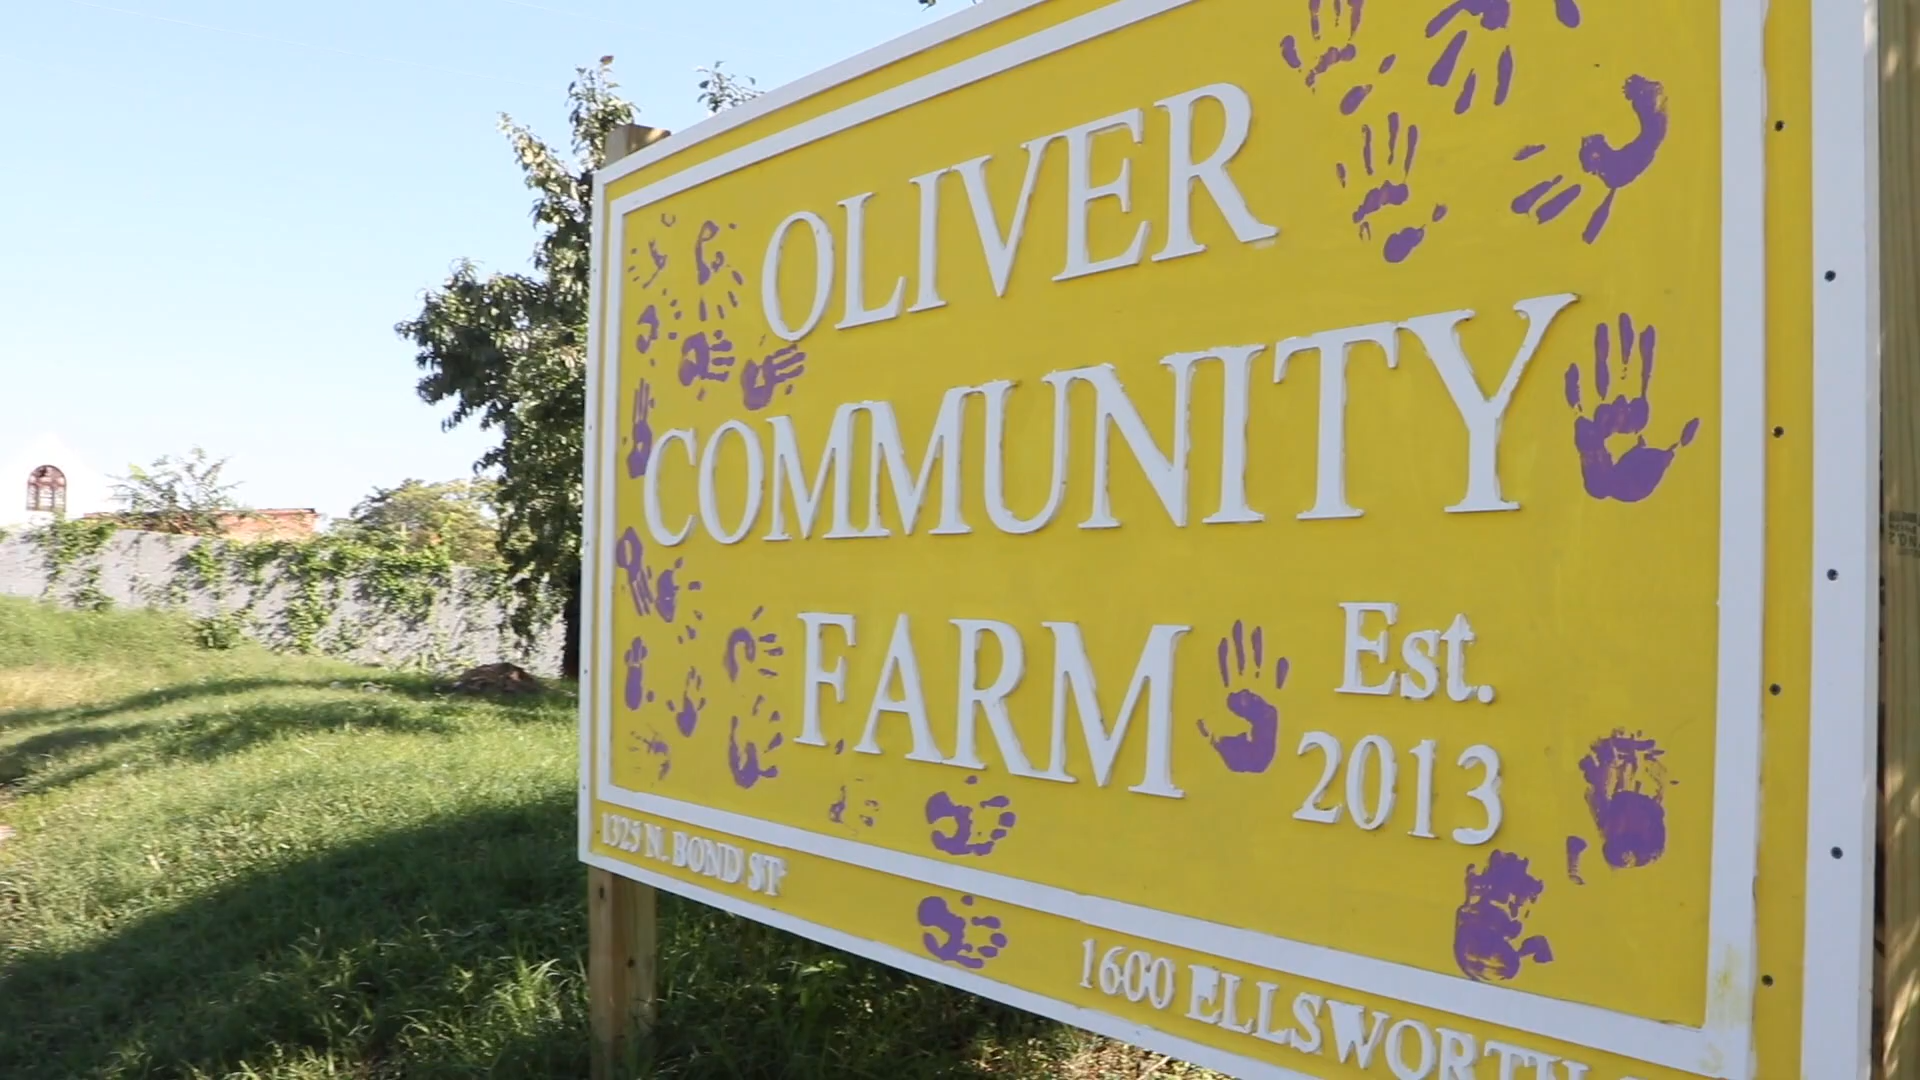 OLIVER
COMMUNITY
FARM
Est.
2013
1325 N. BOND ST
1600 ELLSWORTH